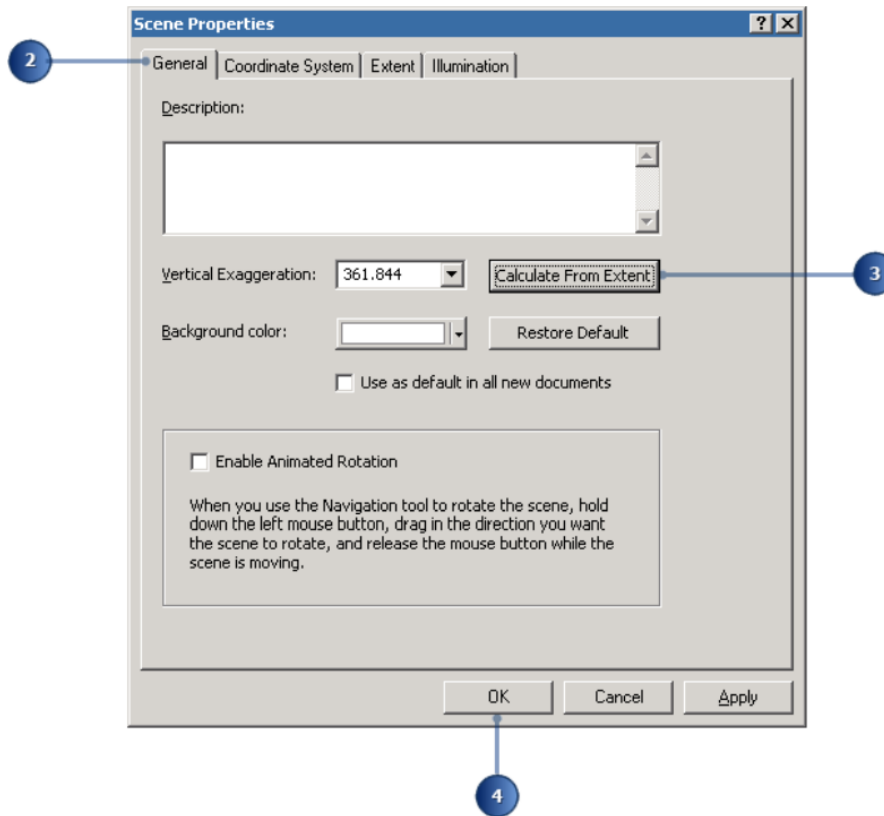 Scene Properties
2
General Coordinate System Extent Illumination
Description:
Vertical Exaggeration: 361.844 Calculate From Extent
3
Background color: Restore Default
Use as default in all new documents
Enable Animated Rotation
When you use the Navigation tool to rotate the scene, hold
down the left mouse button, drag in the direction you want
the scene to rotate, and release the mouse button while the
scene is moving.
OK Cancel Apply
4